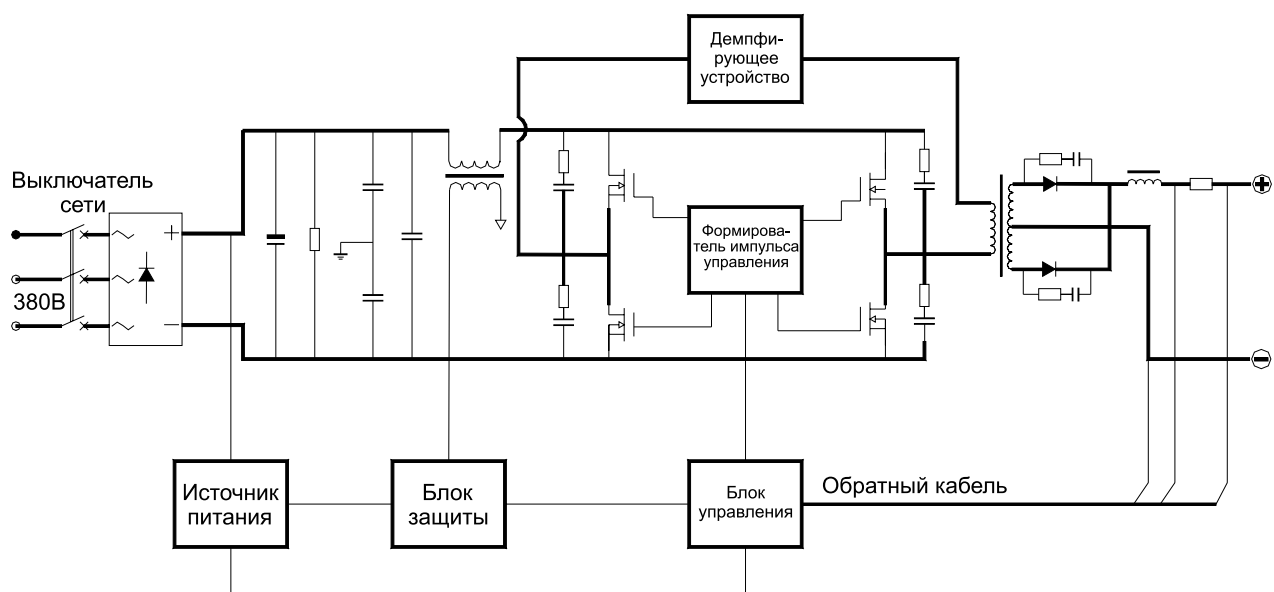 Демпфи-
рующее
устройство
Выключатель
сети
380В
Формирова-
тель импульса
управления
Источник
питания
Блок
защиты
Блок
управления
Обратный кабель